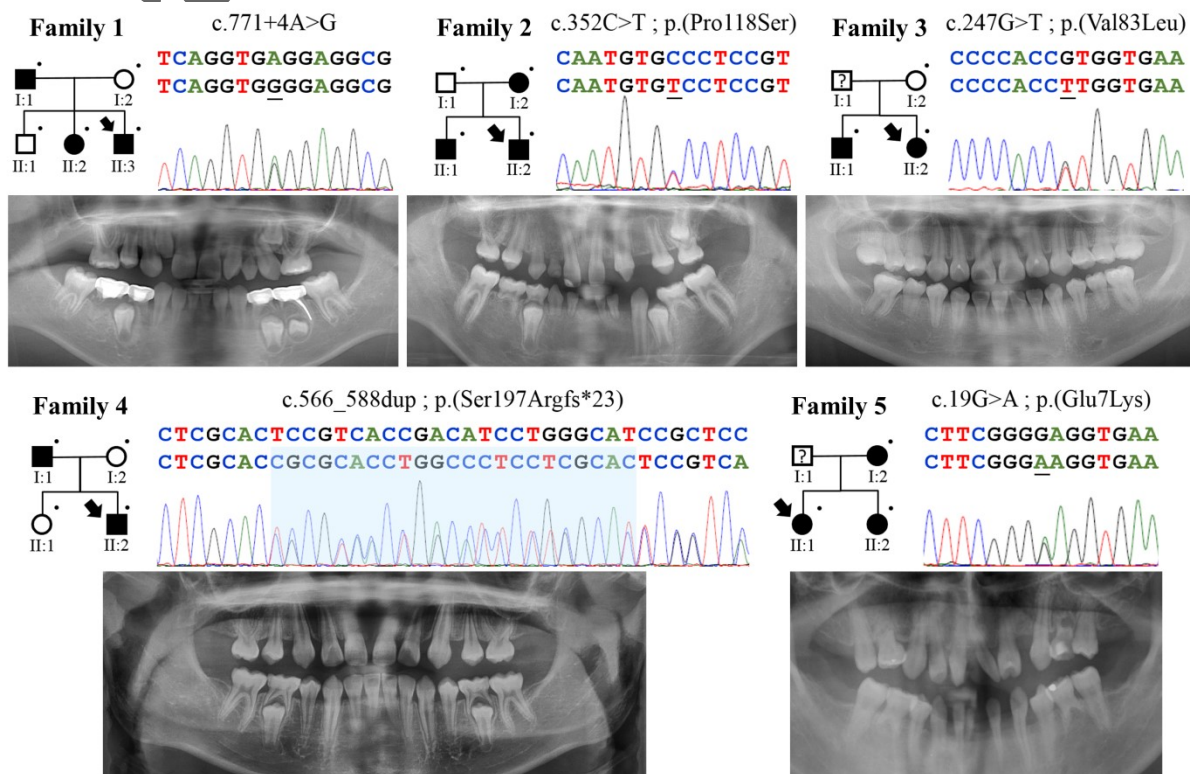 Family 1
c.771+4A>G
TCAGGTGAGGAGGCG
TCAGGTGGGGAGGCG
I:1
I:2
II:1
II:2
II:3
Family 2
c.352C>T ; p.(Pro118Ser)
CAATGTGCCCTCCGT
CAATGTGTCCTCCGT
I:1
I:2
II:1
II:2
Family 3
c.247G>T ; p.(Val83Leu)
CCCCACCGTGGTGAA
CCCCACCTTGGTGAA
?
I:1
I:2
II:1
II:2
Family 4
c.566_588dup ; p.(Ser197Argfs*23)
CTCGCACTCCGTCACCGACATCCTGGGCATCCGCTCC
CTCGCACCGCGCACCTGGCCCTCCTCGCACTCCGTCA
I:1
I:2
II:1
II:2
Family 5
c.19G>A ; p.(Glu7Lys)
CTTCGGGGAGGTGAA
CTTCGGGAAGGTGAA
?
I:1
I:2
II:1
II:2